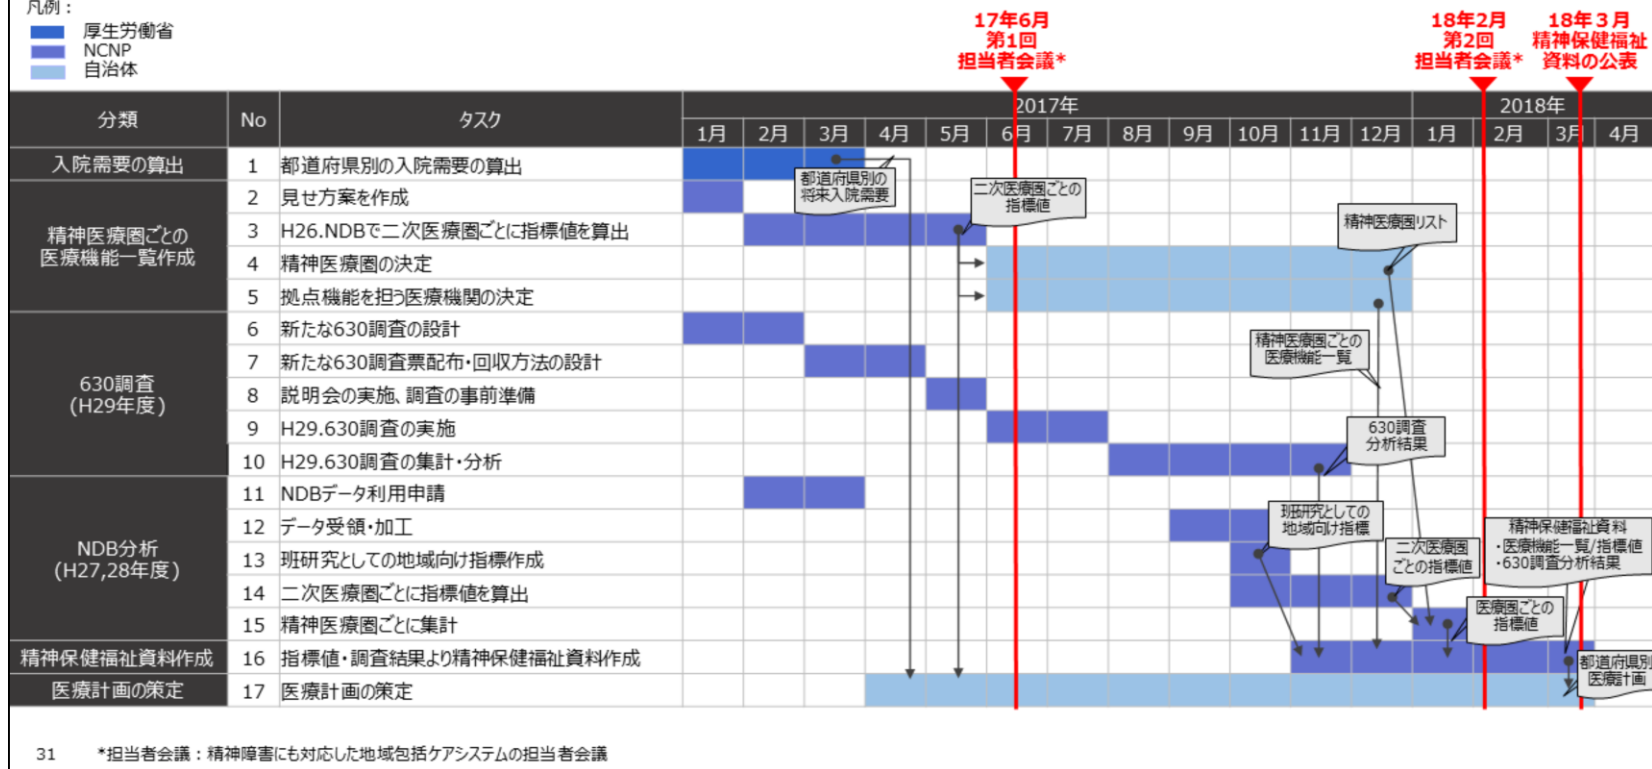 凡例：
厚生労働省
NCNP
自治体
17年6月
第1回
担当者会議*
18年2月
第2回
担当者会議*
18年３月
精神保健福祉
資料の公表
分類 No タスク 2017年 2018年
1月 2月 3月 4月 5月 6月 7月 8月 9月 10月 11月 12月 1月 2月 3月 4月
入院需要の算出 1 都道府県別の入院需要の算出
都道府県別の
将来入院需要
精神医療圏ごとの
医療機能一覧作成
2 見せ方案を作成
二次医療圏ごとの
指標値
3 H26.NDBで二次医療圏ごとに指標値を算出
精神医療圏リスト
4 精神医療圏の決定
5 拠点機能を担う医療機関の決定
630調査
(H29年度)
6 新たな630調査の設計
精神医療圏ごとの
医療機能一覧
7 新たな630調査票配布・回収方法の設計
8 説明会の実施、調査の事前準備
9 H29.630調査の実施
630調査
分析結果
10 H29.630調査の集計・分析
NDB分析
(H27,28年度)
11 NDBデータ利用申請
12 データ受領・加工
班研究としての
地域向け指標
精神保健福祉資料
・医療機能一覧/指標値
・630調査分析結果
13 班研究としての地域向け指標作成
二次医療圏
ごとの指標値
14 二次医療圏ごとに指標値を算出
医療圏ごとの
指標値
15 精神医療圏ごとに集計
精神保健福祉資料作成 16 指標値・調査結果より精神保健福祉資料作成
都道府県別
医療計画
医療計画の策定 17 医療計画の策定
31 *担当者会議：精神障害にも対応した地域包括ケアシステムの担当者会議